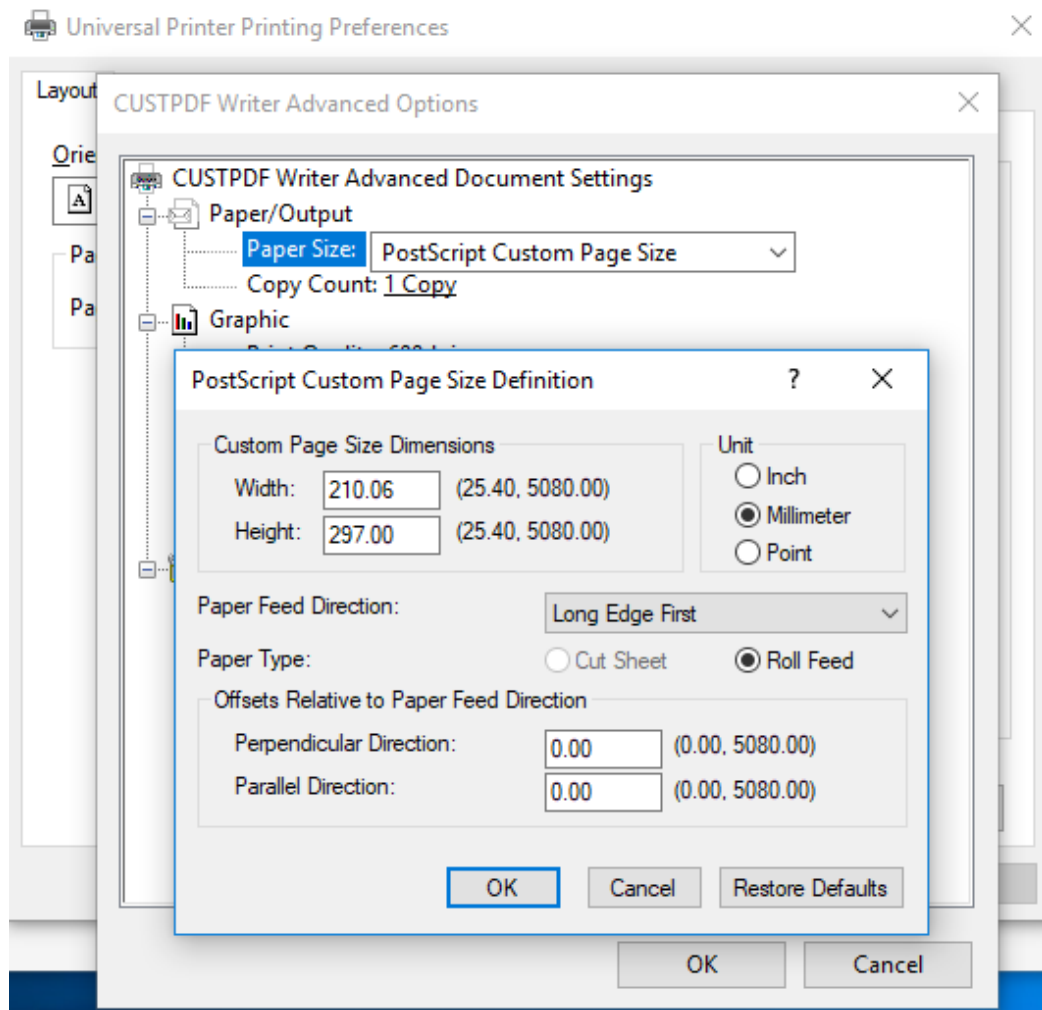 Universal Printer Printing Preferences
Layout
CUSTPDF Writer Advanced Options
Orie
CUSTPDF Writer Advanced Document Settings
Paper/Output
Pa
Paper Size: PostScript Custom Page Size
Copy Count: 1 Copy
Pa
Graphic
PostScript Custom Page Size Definition ?
Custom Page Size Dimensions
Unit
Width: 210.06 (25.40, 5080.00)
Inch
Height: 297.00 (25.40, 5080.00)
Millimeter
Point
Paper Feed Direction: Long Edge First
Paper Type: Cut Sheet Roll Feed
Offsets Relative to Paper Feed Direction
Perpendicular Direction: 0.00 (0.00, 5080.00)
Parallel Direction: 0.00 (0.00, 5080.00)
OK Cancel Restore Defaults
OK Cancel